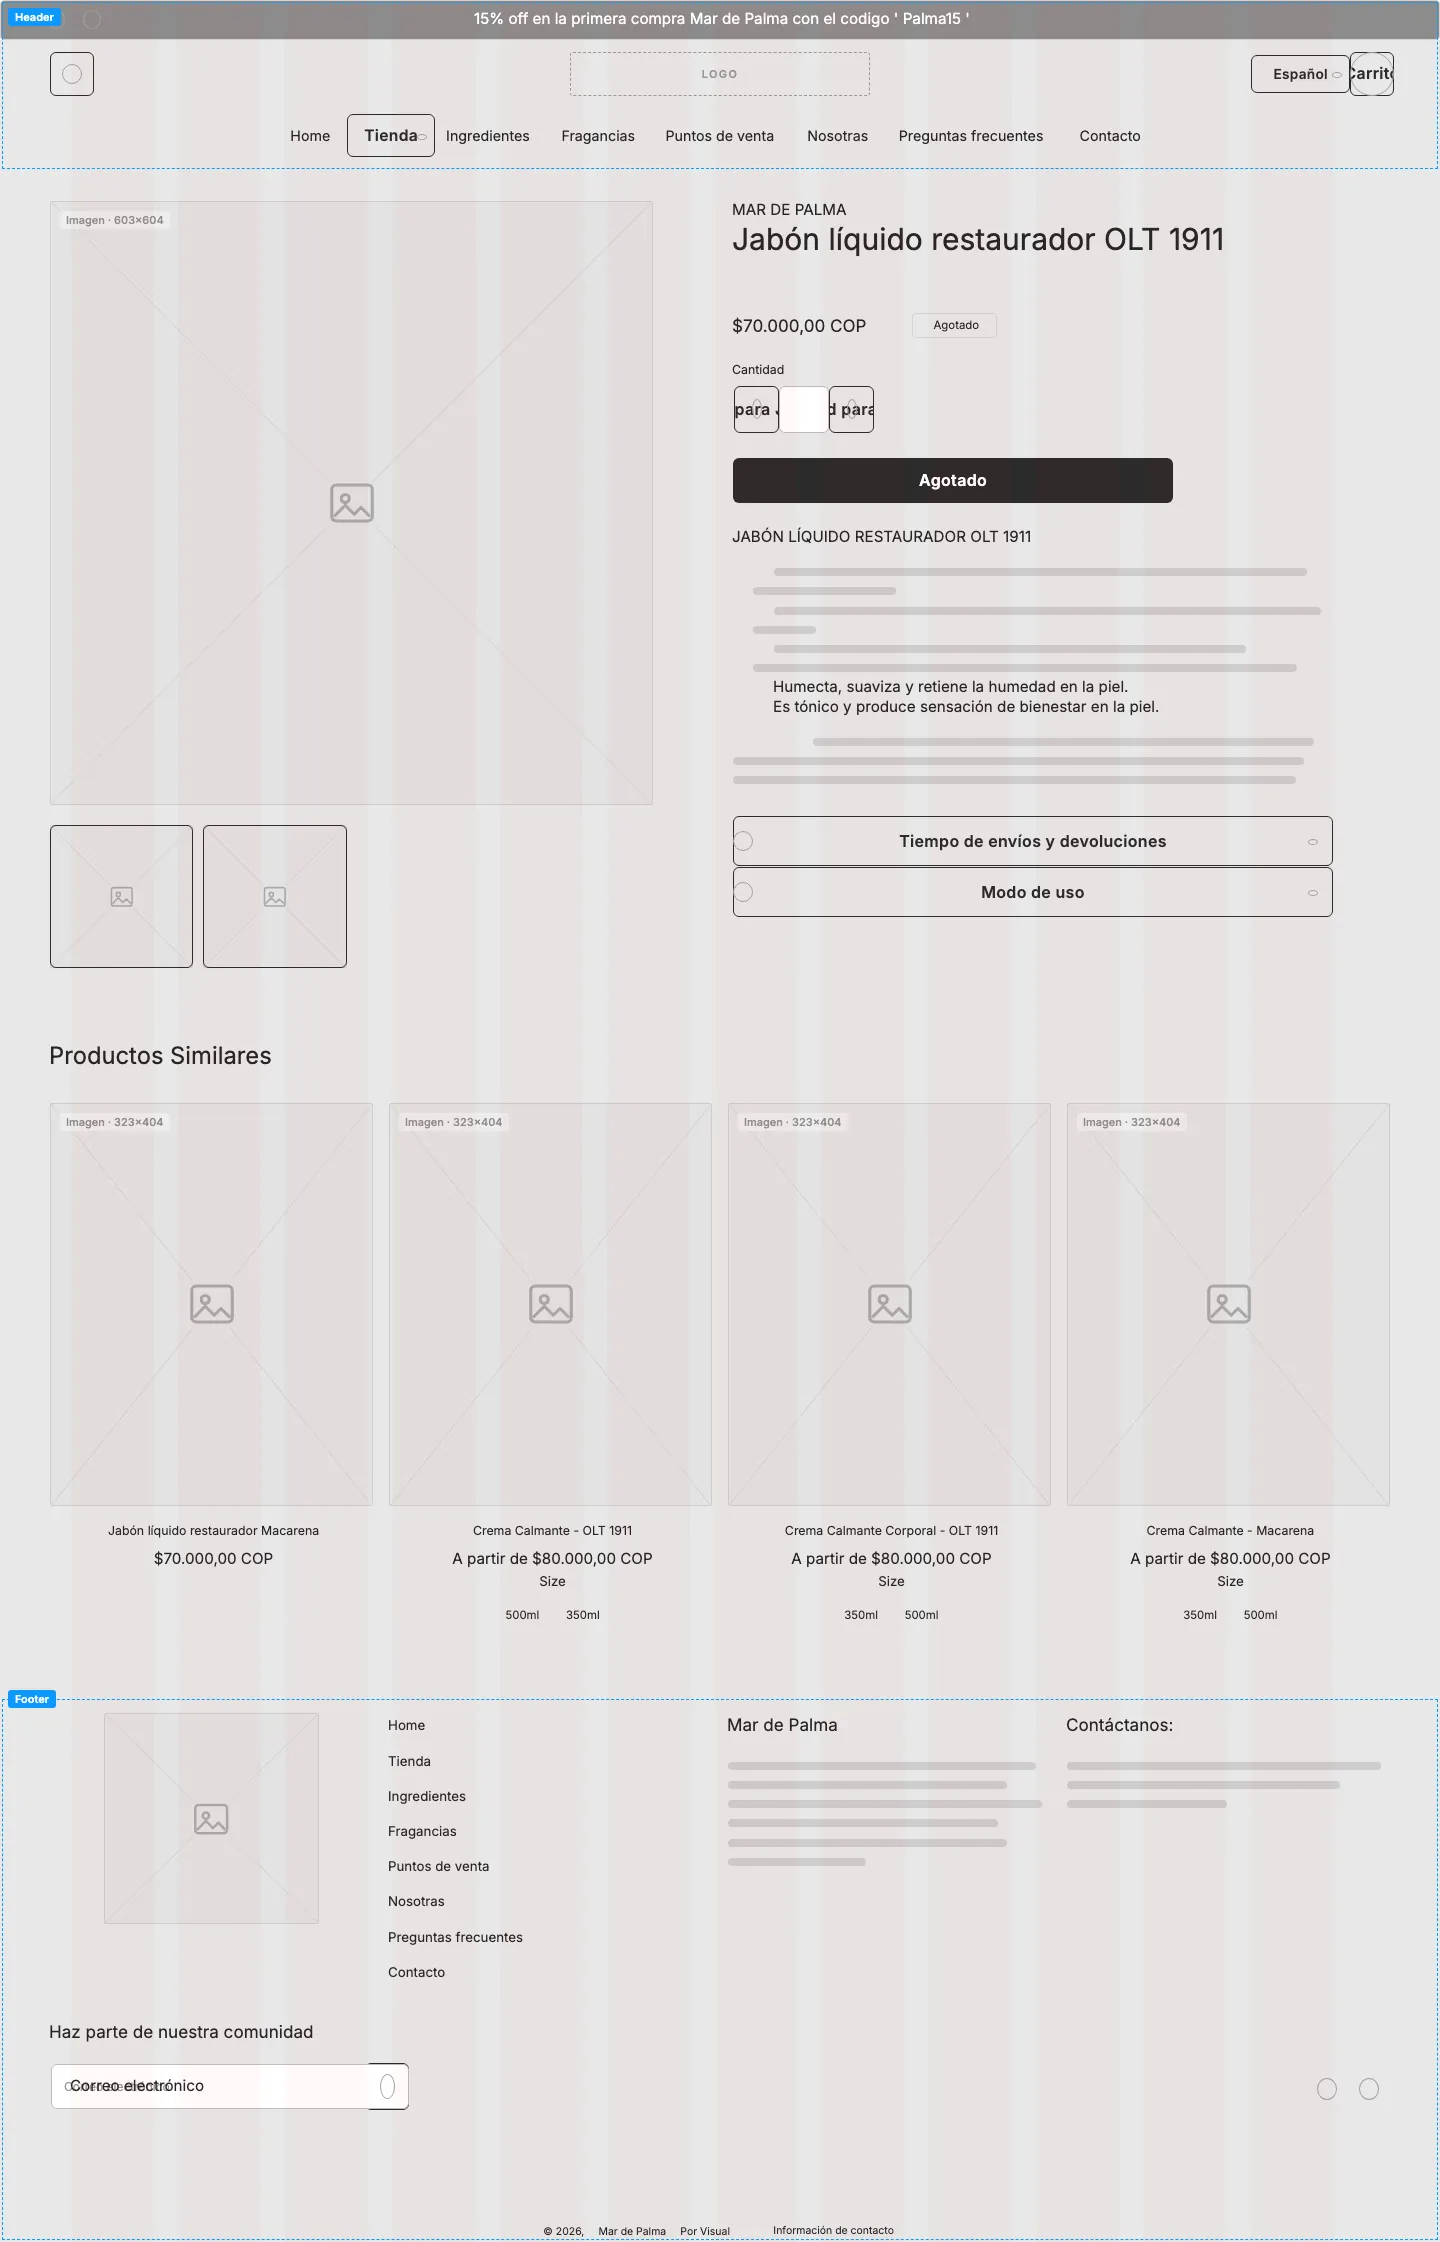 Header
15% off en la primera compra Mar de Palma con el codigo ' Palma15 '
LOGO
Español
Carrito
Home
Tienda
Ingredientes
Fragancias
Puntos de venta
Nosotras
Preguntas frecuentes
Contacto
Imagen · 603×604
MAR DE PALMA
Jabón líquido restaurador OLT 1911
$70.000,00 COP
Agotado
Cantidad
para
d para
Agotado
JABÓN LÍQUIDO RESTAURADOR OLT 1911
Humecta, suaviza y retiene la humedad en la piel.
Es tónico y produce sensación de bienestar en la piel.
Tiempo de envíos y devoluciones
Modo de uso
Productos Similares
Imagen · 323×404
Imagen · 323×404
Imagen · 323×404
Imagen · 323×404
Jabón líquido restaurador Macarena
$70.000,00 COP
Crema Calmante - OLT 1911
A partir de $80.000,00 COP
Size
500ml 350ml
Crema Calmante Corporal - OLT 1911
A partir de $80.000,00 COP
Size
350ml 500ml
Crema Calmante - Macarena
A partir de $80.000,00 COP
Size
350ml 500ml
Footer
Home
Tienda
Ingredientes
Fragancias
Puntos de venta
Nosotras
Preguntas frecuentes
Contacto
Mar de Palma
Contáctanos:
Haz parte de nuestra comunidad
Correo electrónico
© 2026, Mar de Palma Por Visual
Información de contacto